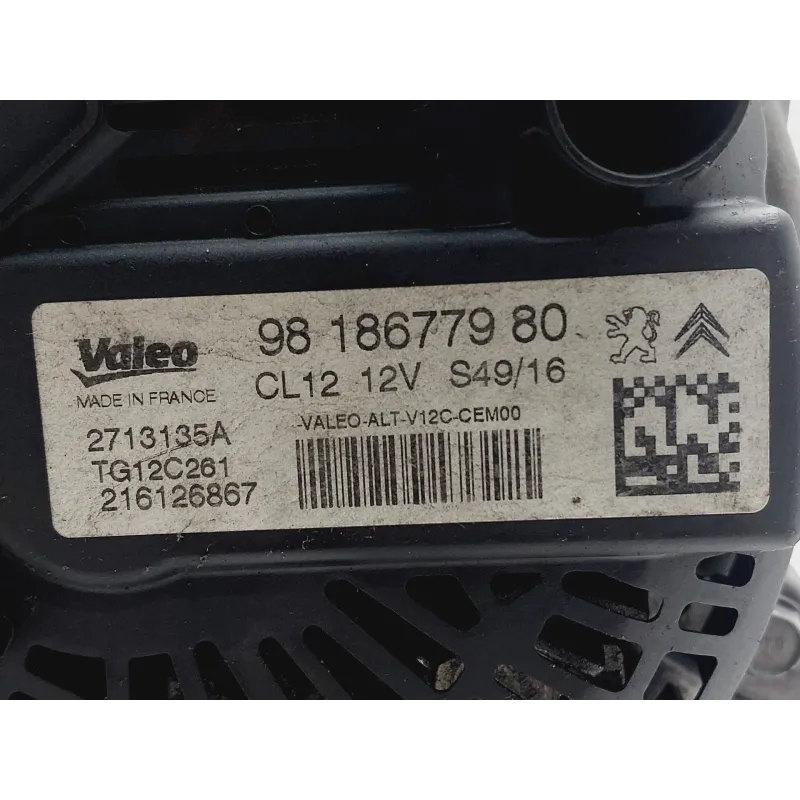 Valeo
MADE IN FRANCE
2713135A
TG12C261
216126867
98 186779 80
CL12 12V S49/16
VALEO-ALT-V12C-CEM00